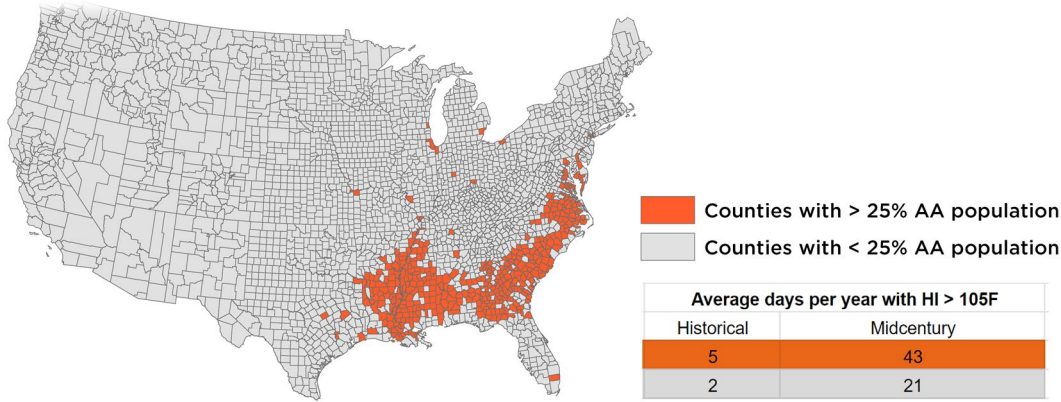 Counties with > 25% AA population
Counties with < 25% AA population
Average days per year with HI > 105F
Historical Midcentury
5 43
2 21